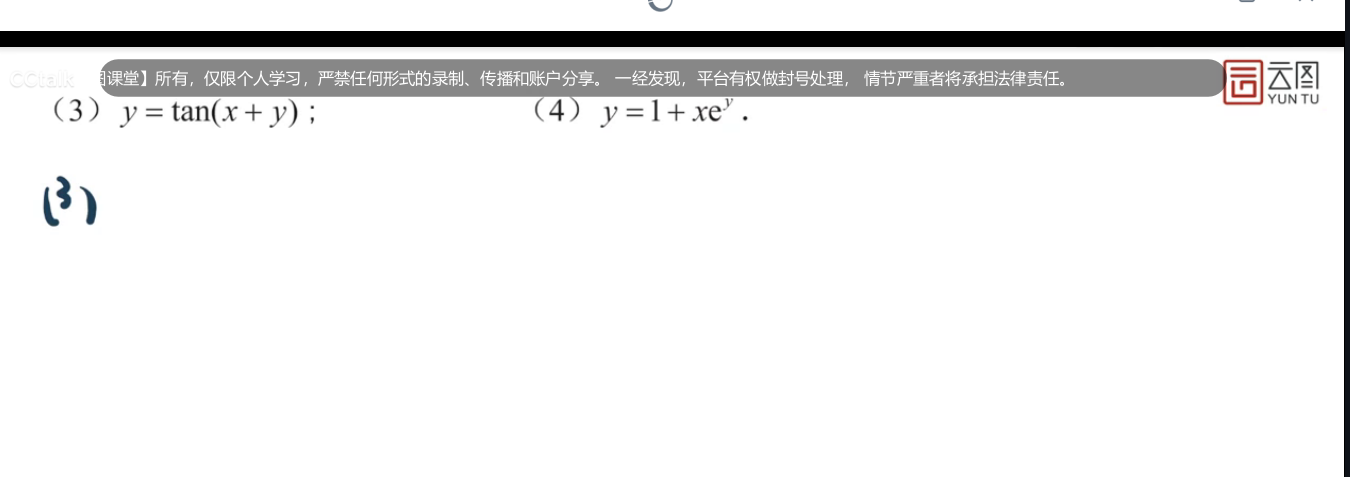 CCtalk 课堂】所有，仅限个人学习，严禁任何形式的录制、传播和账户分享。 一经发现，平台有权做封号处理， 情节严重者将承担法律责任。
云图
YUN TU
（3） y = tan(x + y) ; （4） y = 1 + xeʸ .
(3)